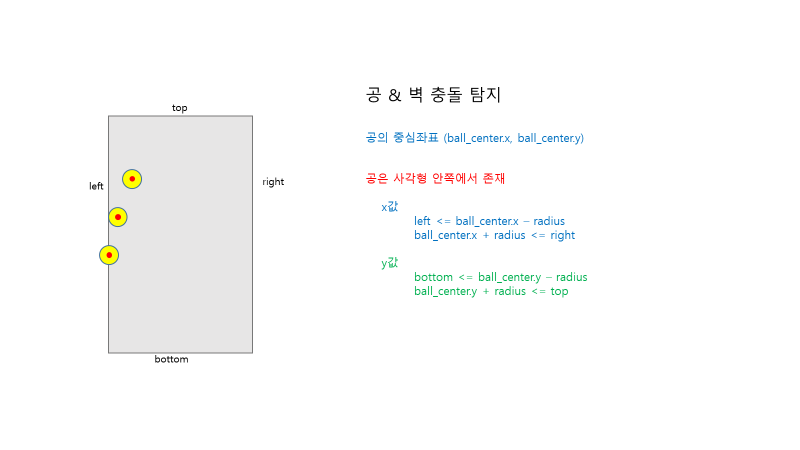 top
left
right
bottom
공 & 벽 충돌 탐지
공의 중심좌표 (ball_center.x, ball_center.y)
공은 사각형 안쪽에서 존재
x값
left <= ball_center.x – radius
ball_center.x + radius <= right
y값
bottom <= ball_center.y – radius
ball_center.y + radius <= top